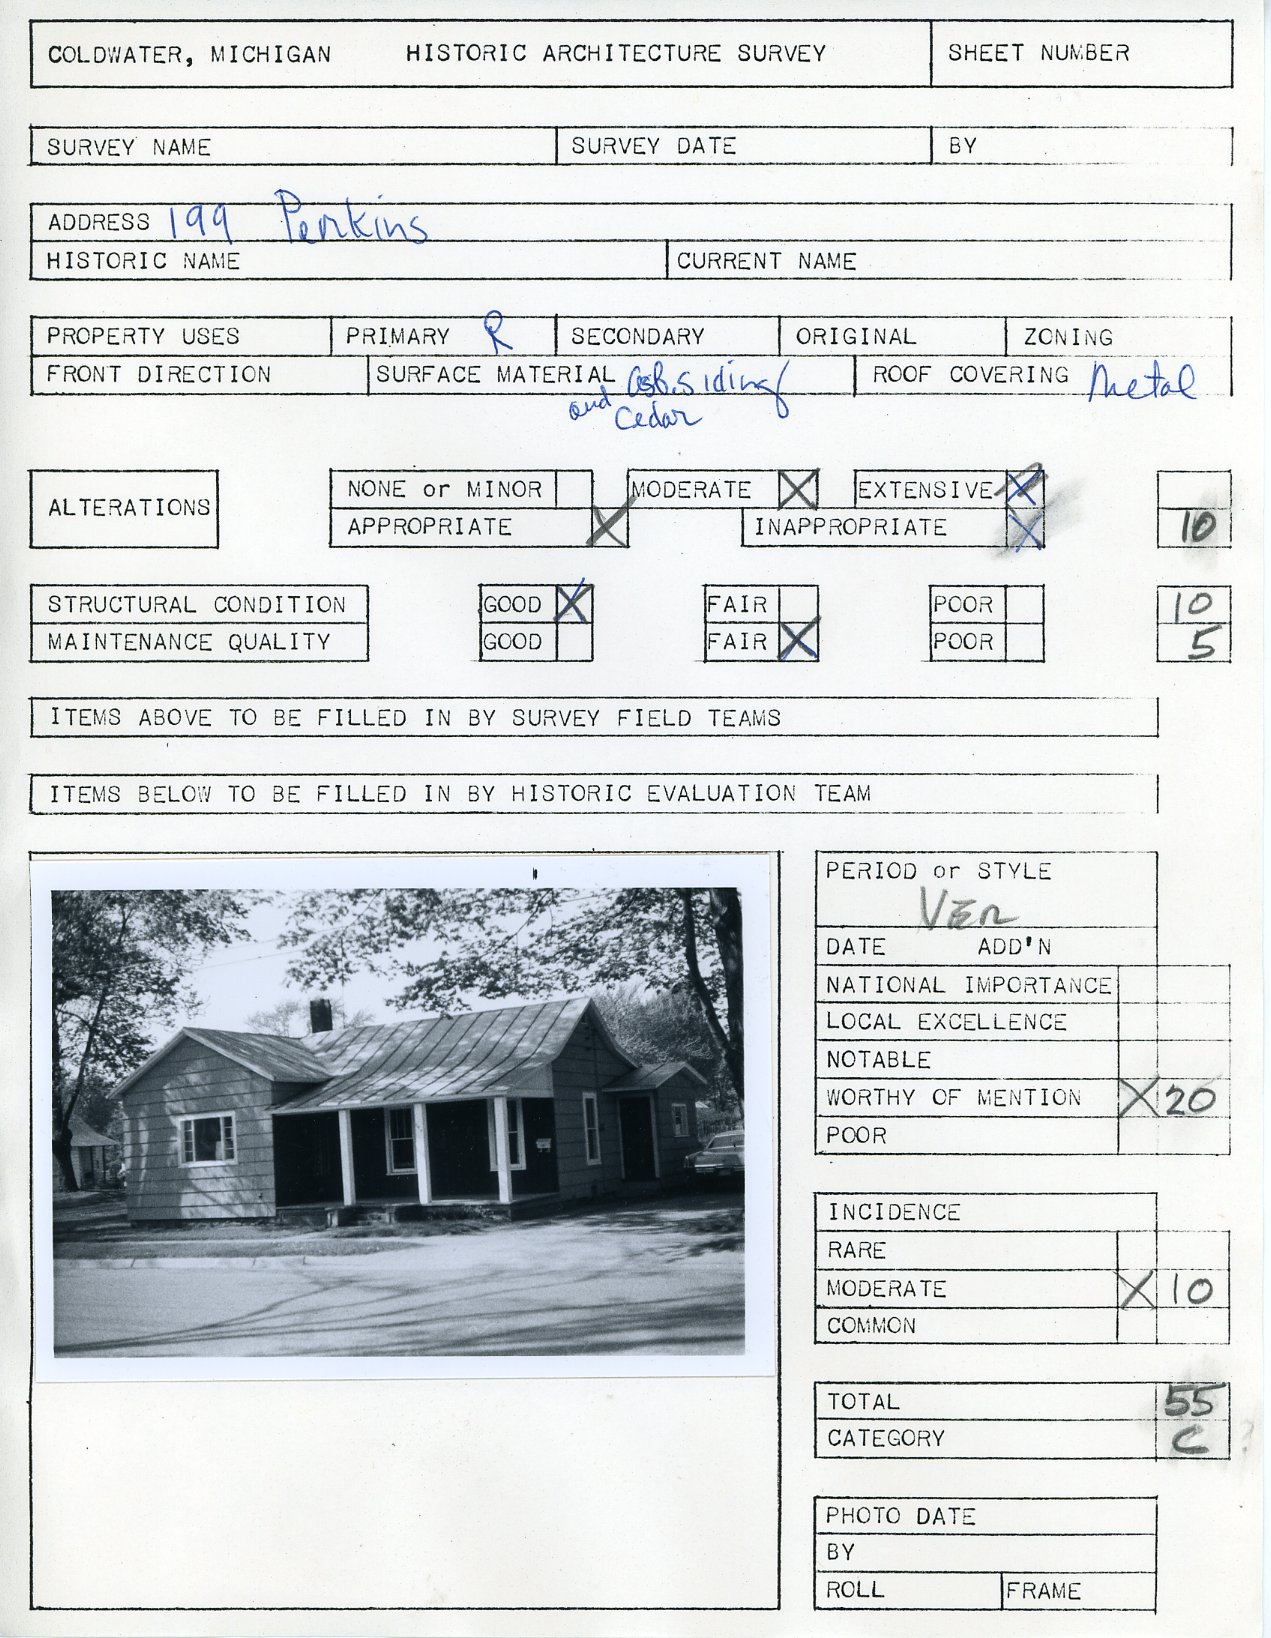 COLDWATER, MICHIGAN HISTORIC ARCHITECTURE SURVEY SHEET NUMBER
SURVEY NAME SURVEY DATE BY
ADDRESS 199 Perkins
HISTORIC NAME CURRENT NAME
PROPERTY USES PRIMARY R SECONDARY ORIGINAL ZONING
FRONT DIRECTION SURFACE MATERIAL asb. siding ROOF COVERING Metal
and Cedar
ALTERATIONS NONE or MINOR MODERATE X EXTENSIVE X
APPROPRIATE X INAPPROPRIATE X 10
STRUCTURAL CONDITION GOOD X FAIR POOR 10
MAINTENANCE QUALITY GOOD FAIR X POOR 5
ITEMS ABOVE TO BE FILLED IN BY SURVEY FIELD TEAMS
ITEMS BELOW TO BE FILLED IN BY HISTORIC EVALUATION TEAM
PERIOD or STYLE
VER
DATE ADD'N
NATIONAL IMPORTANCE
LOCAL EXCELLENCE
NOTABLE
WORTHY OF MENTION X 20
POOR
INCIDENCE
RARE
MODERATE X 10
COMMON
TOTAL 55
CATEGORY C ?
PHOTO DATE
BY
ROLL FRAME